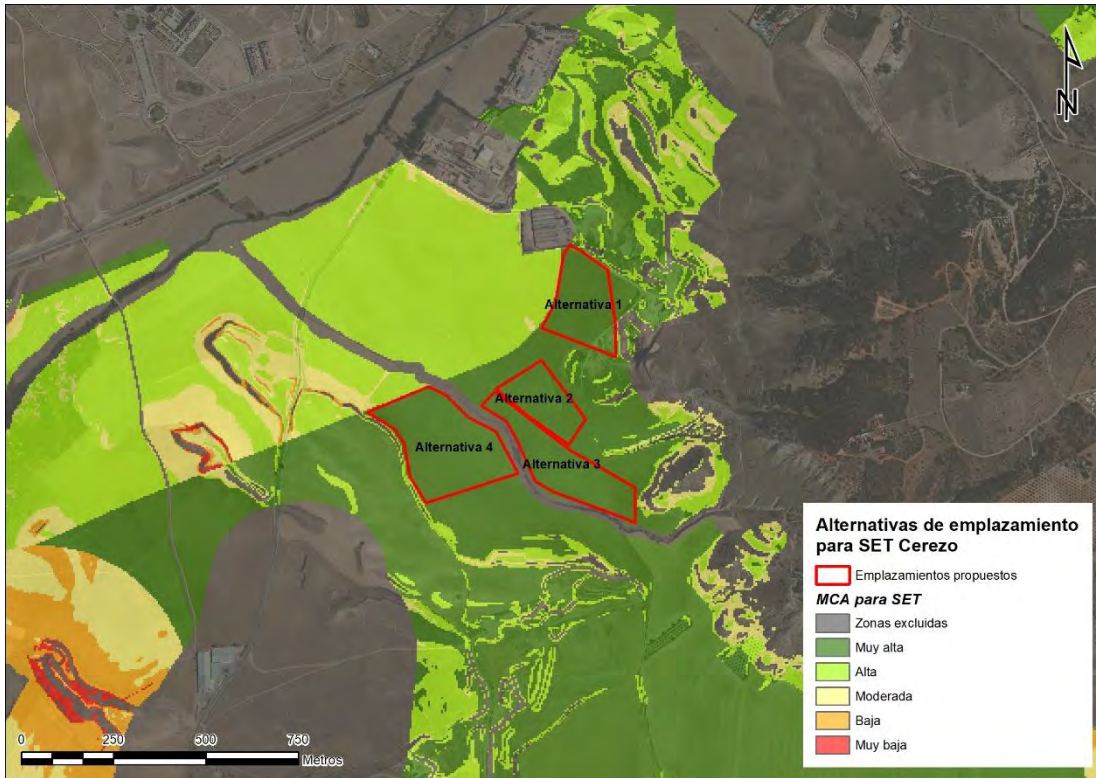 N
Alternativa 1
Alternativa 2
Alternativa 4
Alternativa 3
Alternativas de emplazamiento
para SET Cerezo
Emplazamientos propuestos
MCA para SET
Zonas excluidas
Muy alta
Alta
Moderada
Baja
Muy baja
0 250 500 750
Metros